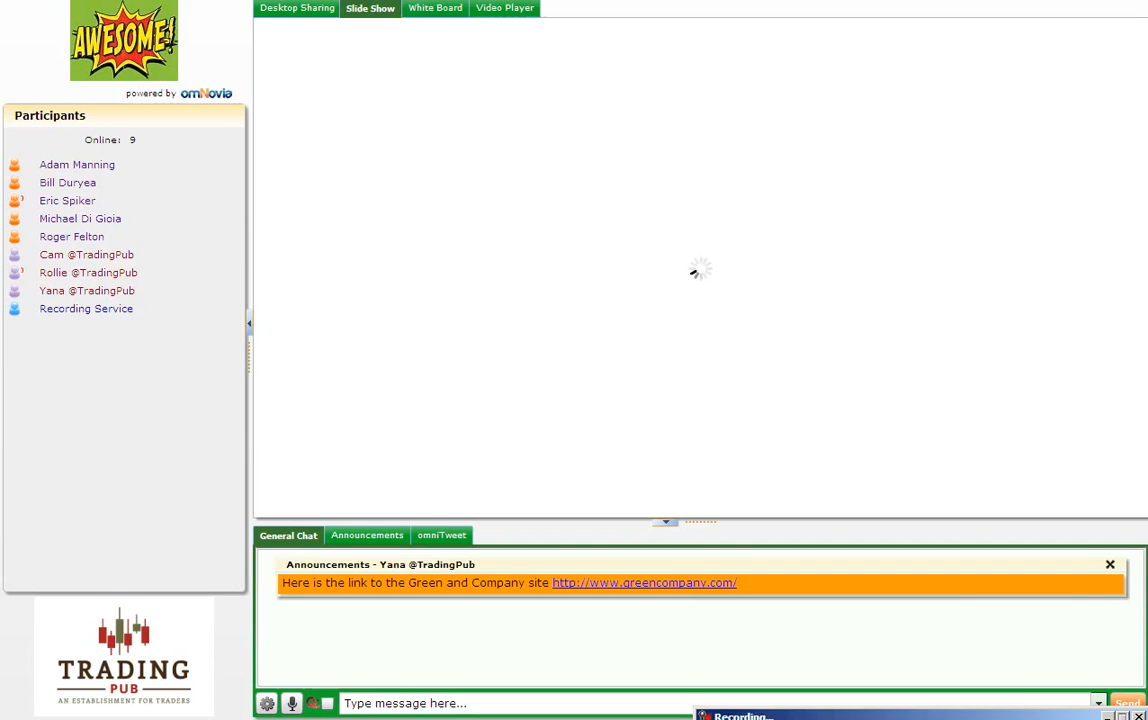 Desktop Sharing
Slide Show
White Board
Video Player
AWESOME!
powered by omNovia
Participants
Online: 9
Adam Manning
Bill Duryea
Eric Spiker
Michael Di Gioia
Roger Felton
Cam @TradingPub
Rollie @TradingPub
Yana @TradingPub
Recording Service
General Chat
Announcements
omniTweet
Announcements - Yana @TradingPub
Here is the link to the Green and Company site http://www.greencompany.com/
TRADING
PUB
AN ESTABLISHMENT FOR TRADERS
Type message here...
Send
Recording...